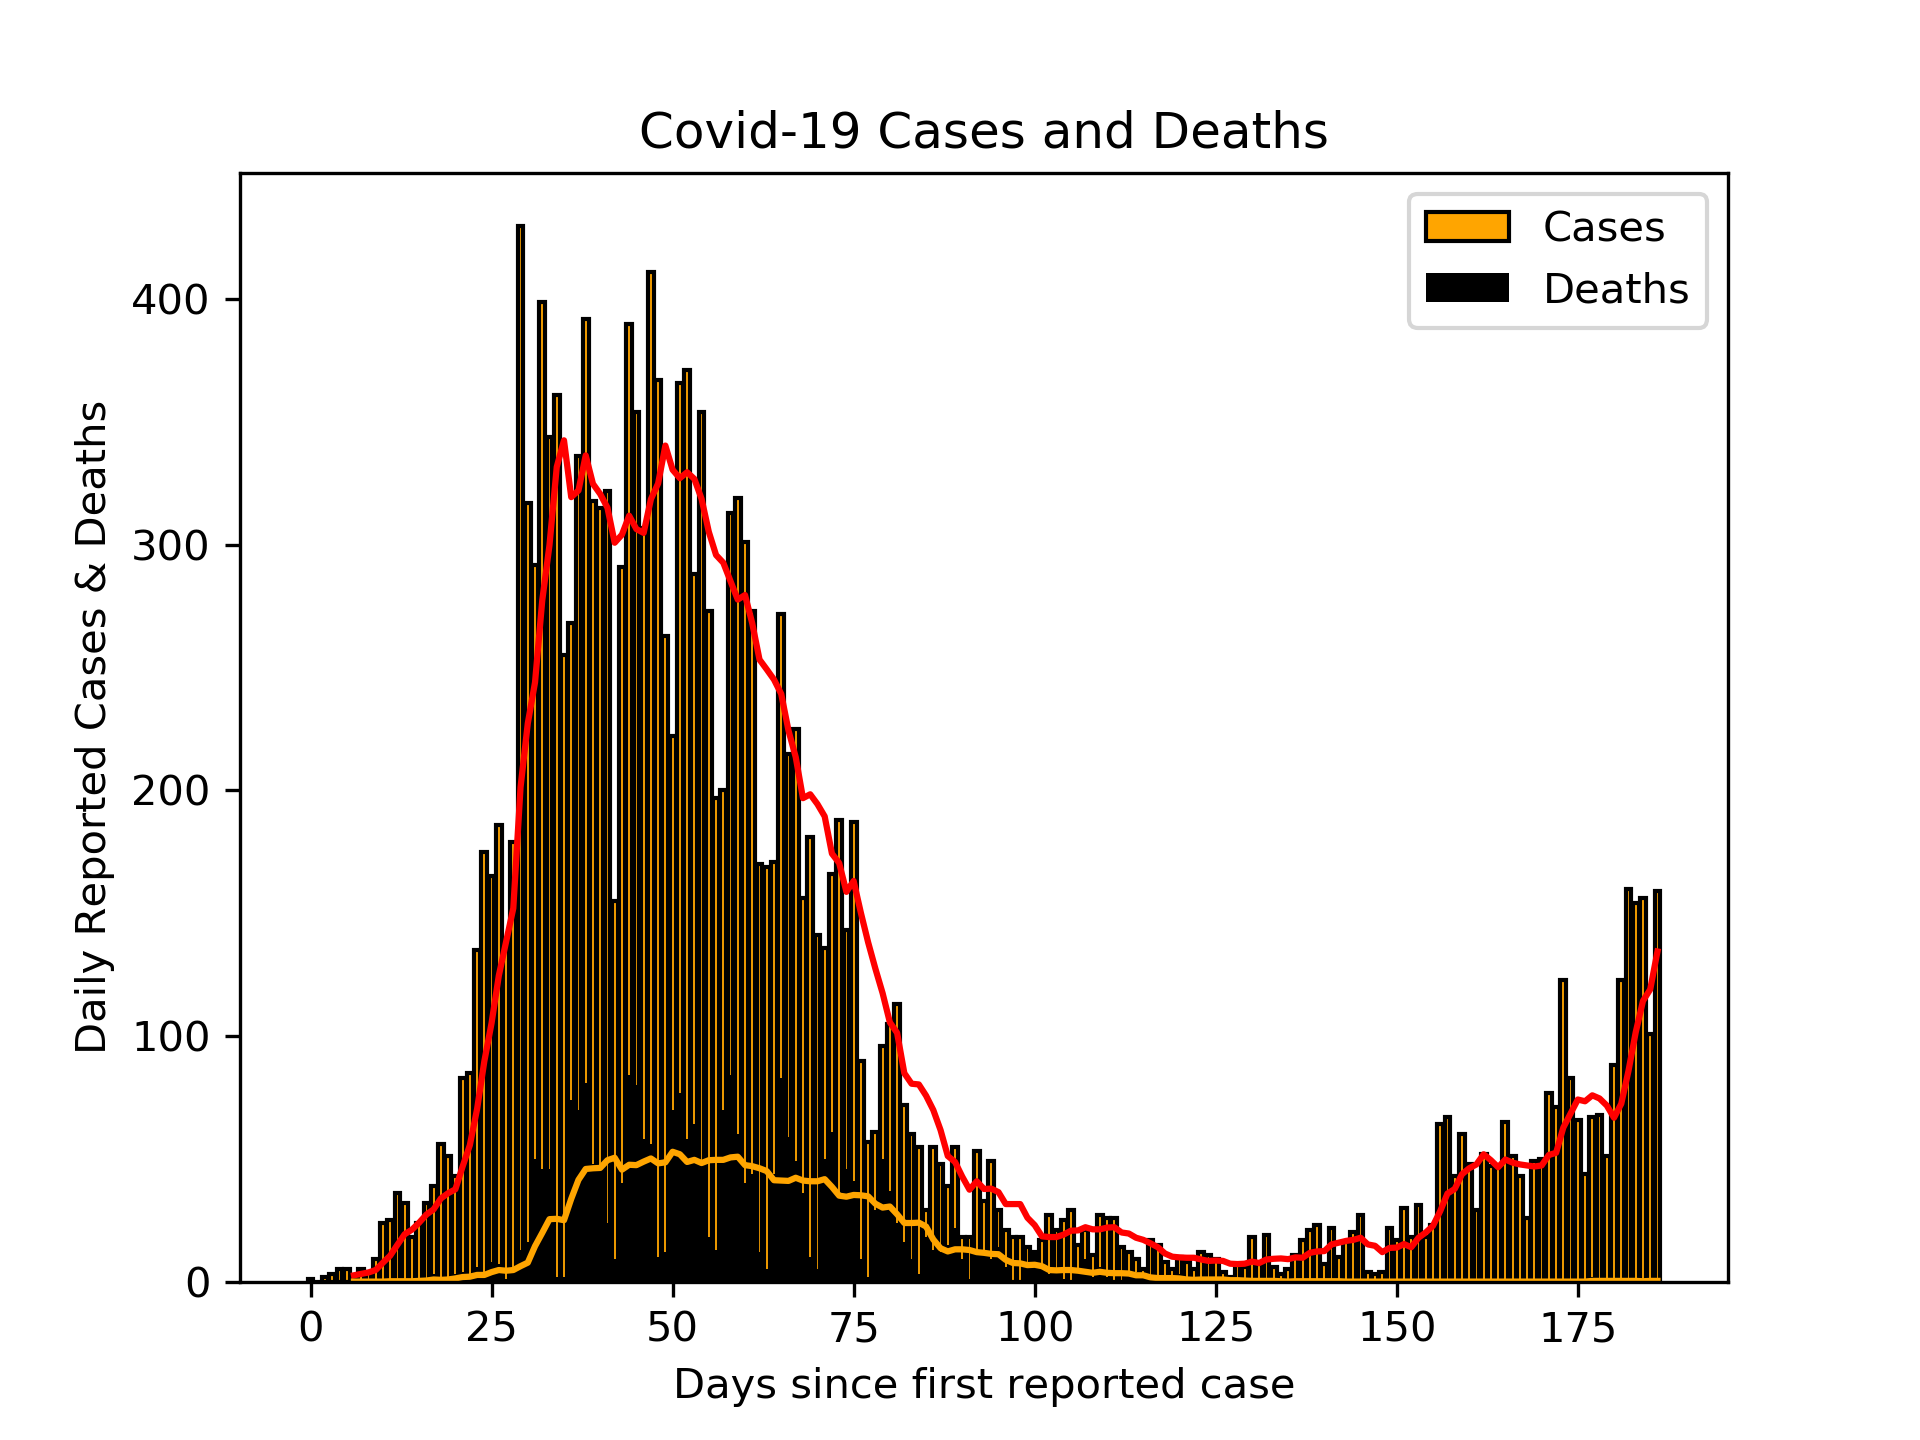 Covid-19 Cases and Deaths
Cases
Deaths
400
300
200
100
0
Daily Reported Cases & Deaths
0 25 50 75 100 125 150 175
Days since first reported case